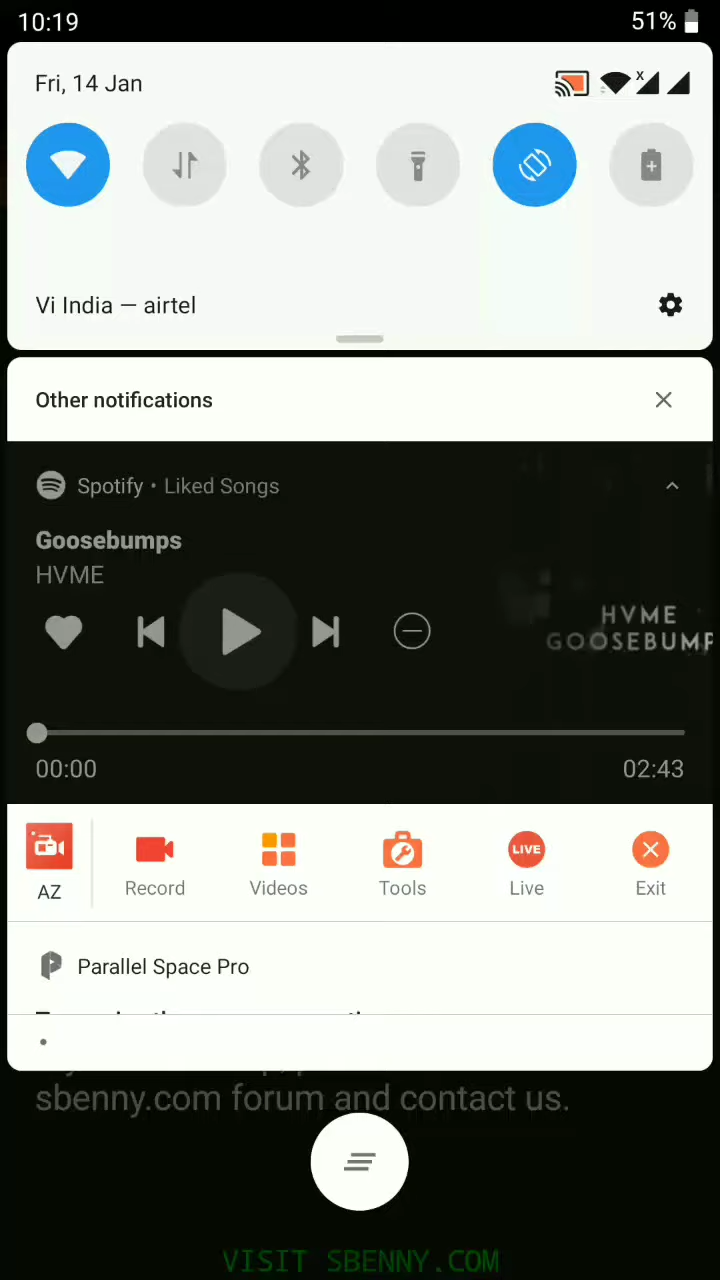 10:19
51%
Fri, 14 Jan
Vi India — airtel
Other notifications
Spotify • Liked Songs
Goosebumps
HVME
HVME
GOOSEBUMP
00:00
02:43
AZ
Record
Videos
Tools
LIVE
Live
Exit
Parallel Space Pro
sbenny.com forum and contact us.
VISIT SBENNY.COM